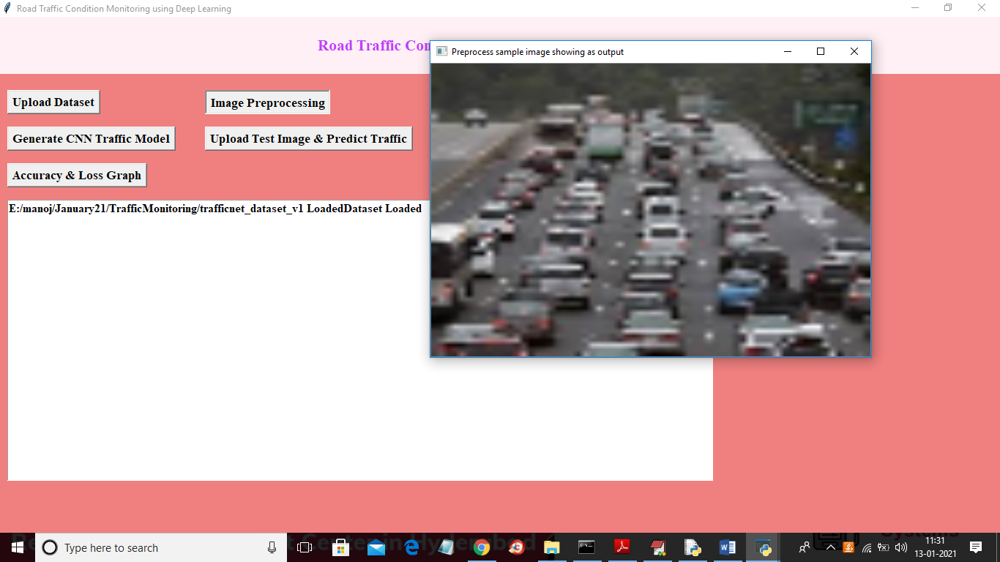 Road Traffic Condition Monitoring using Deep Learning
Road Traffic Con
Preprocess sample image showing as output
Upload Dataset
Image Preprocessing
Generate CNN Traffic Model
Upload Test Image & Predict Traffic
Accuracy & Loss Graph
E:/manoj/January21/TrafficMonitoring/trafficnet_dataset_v1 LoadedDataset Loaded
Type here to search
11:31
13-01-2021